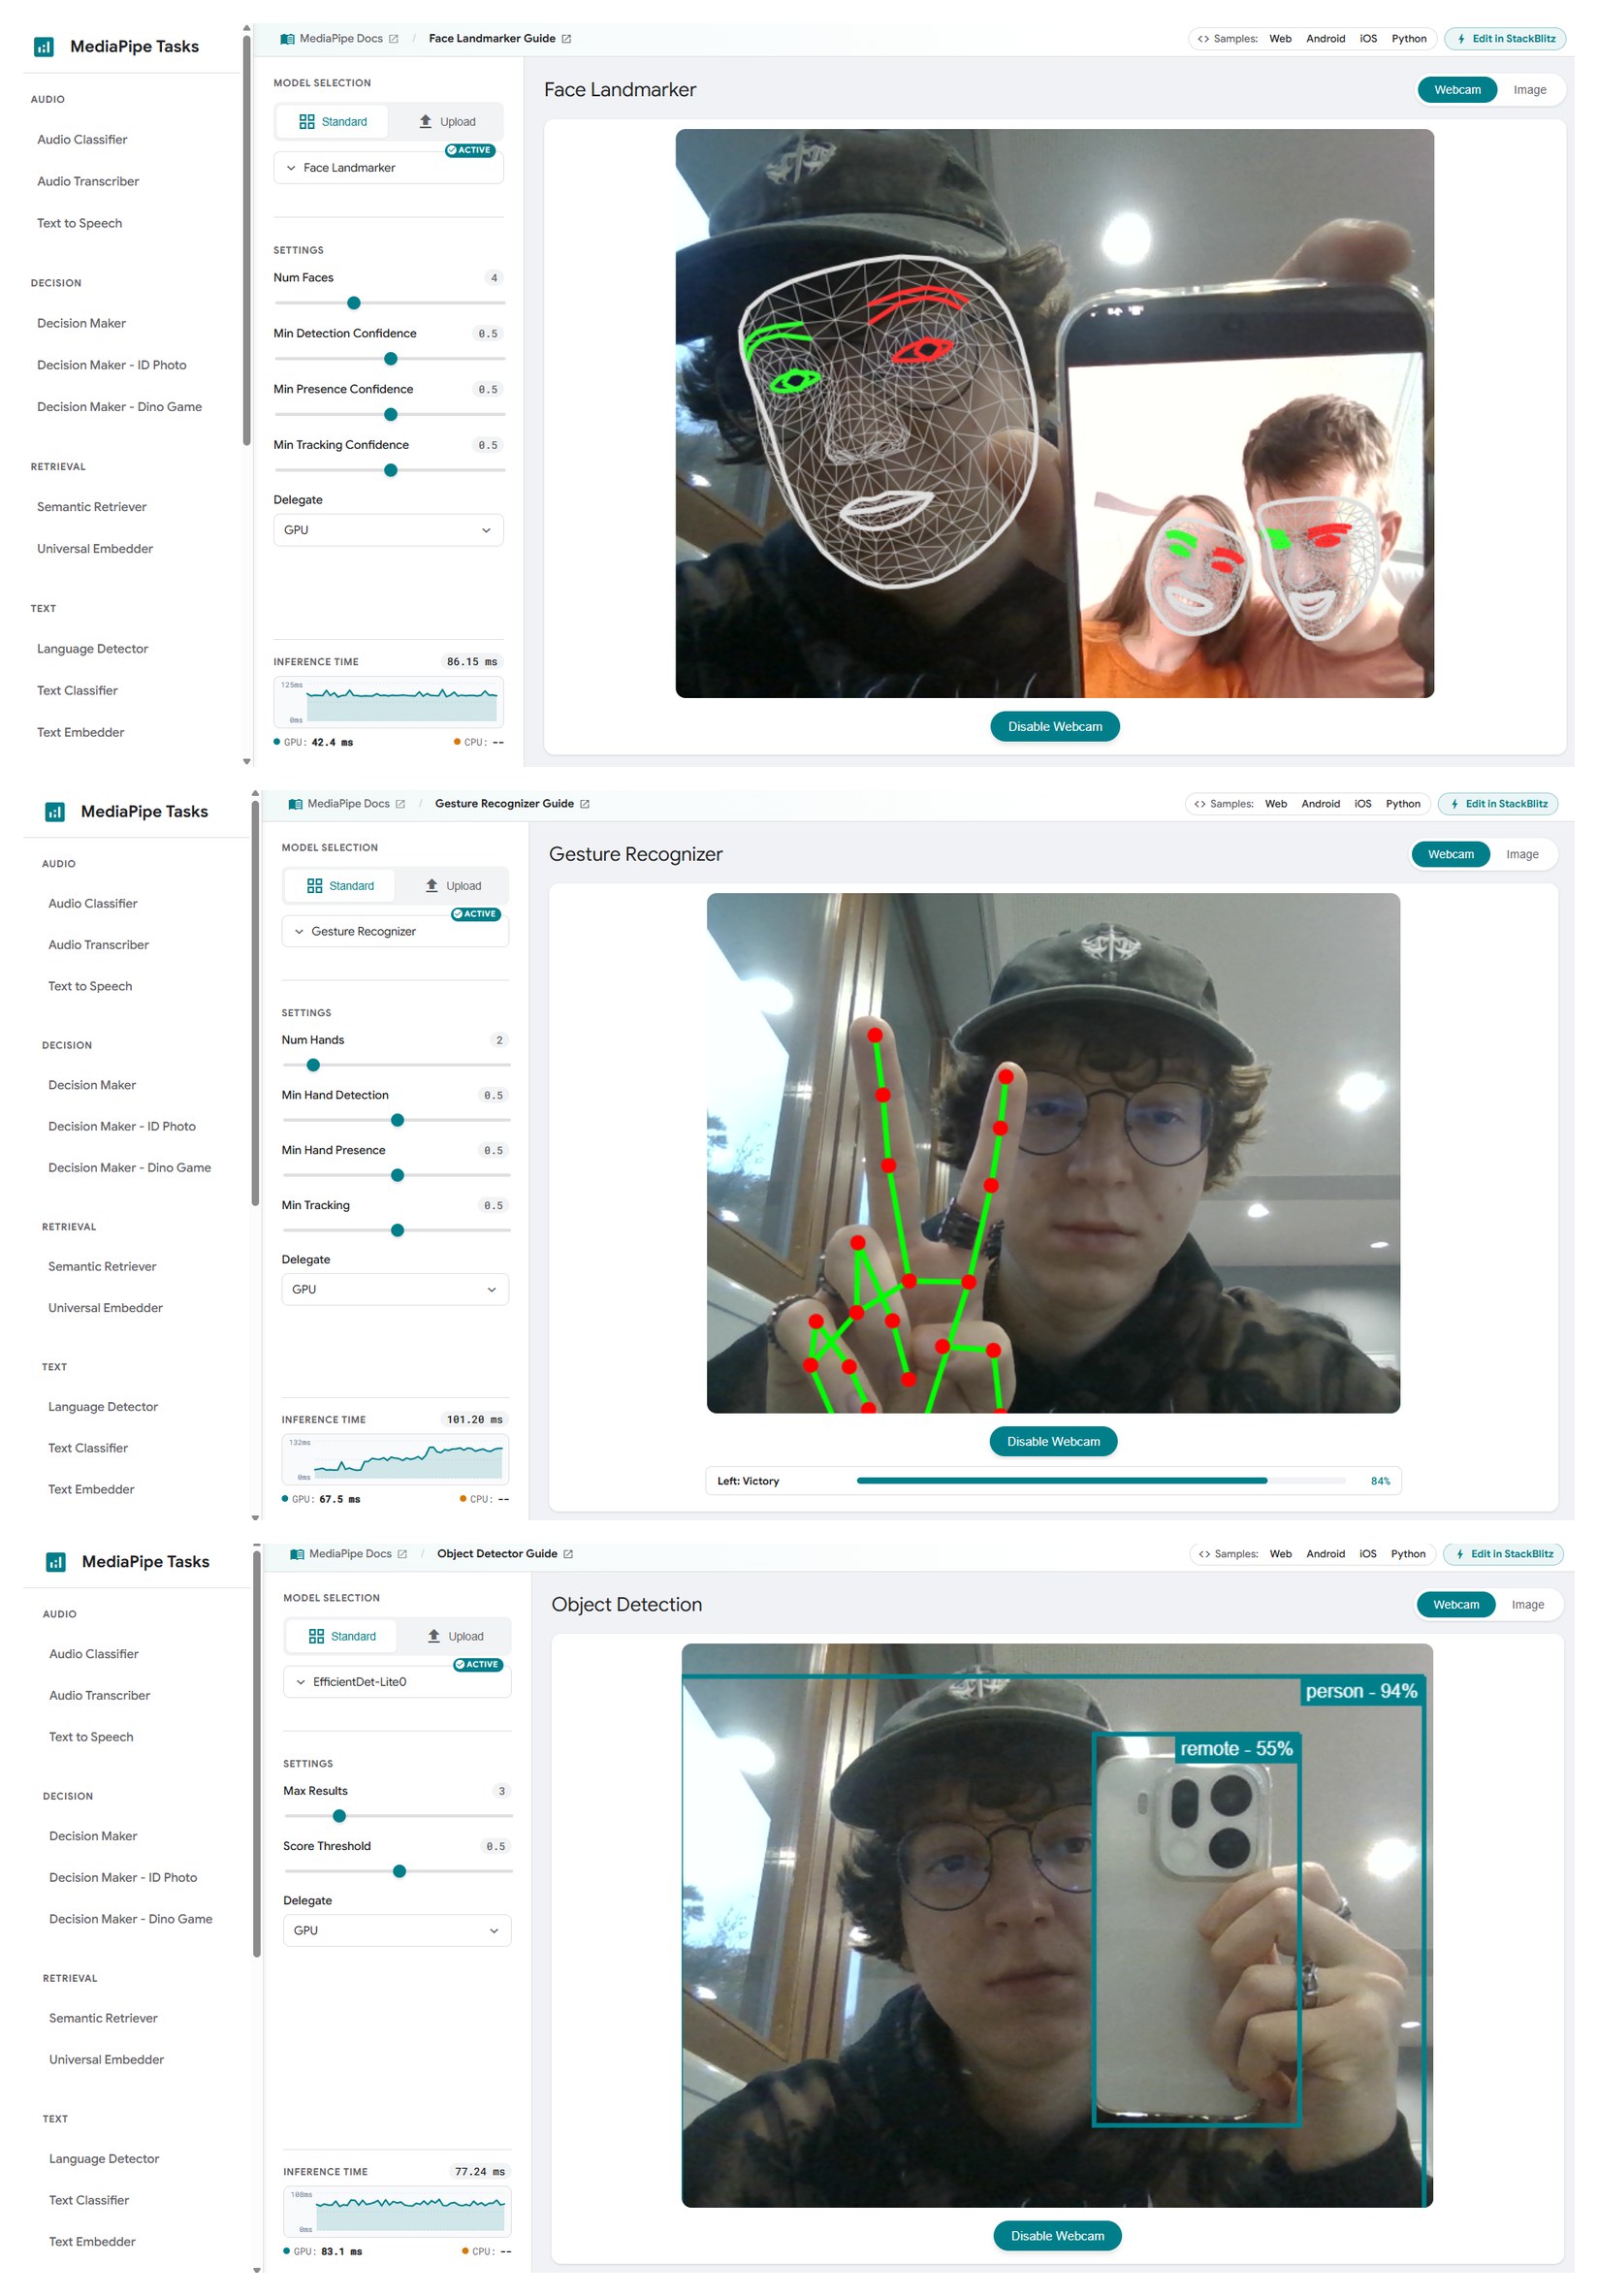 MediaPipe Tasks
AUDIO
Audio Classifier
Audio Transcriber
Text to Speech
DECISION
Decision Maker
Decision Maker - ID Photo
Decision Maker - Dino Game
RETRIEVAL
Semantic Retriever
Universal Embedder
TEXT
Language Detector
Text Classifier
Text Embedder
MediaPipe Docs / Face Landmarker Guide
Samples: Web Android iOS Python
Edit in StackBlitz
MODEL SELECTION
Standard Upload
ACTIVE
Face Landmarker
SETTINGS
Num Faces 4
Min Detection Confidence 0.5
Min Presence Confidence 0.5
Min Tracking Confidence 0.5
Delegate
GPU
INFERENCE TIME 86.15 ms
125ms
0ms
GPU: 42.4 ms CPU: --
Face Landmarker
Webcam Image
Disable Webcam
MediaPipe Tasks
AUDIO
Audio Classifier
Audio Transcriber
Text to Speech
DECISION
Decision Maker
Decision Maker - ID Photo
Decision Maker - Dino Game
RETRIEVAL
Semantic Retriever
Universal Embedder
TEXT
Language Detector
Text Classifier
Text Embedder
MediaPipe Docs / Gesture Recognizer Guide
Samples: Web Android iOS Python
Edit in StackBlitz
MODEL SELECTION
Standard Upload
ACTIVE
Gesture Recognizer
SETTINGS
Num Hands 2
Min Hand Detection 0.5
Min Hand Presence 0.5
Min Tracking 0.5
Delegate
GPU
INFERENCE TIME 101.20 ms
132ms
0ms
GPU: 67.5 ms CPU: --
Gesture Recognizer
Webcam Image
Disable Webcam
Left: Victory 84%
MediaPipe Tasks
AUDIO
Audio Classifier
Audio Transcriber
Text to Speech
DECISION
Decision Maker
Decision Maker - ID Photo
Decision Maker - Dino Game
RETRIEVAL
Semantic Retriever
Universal Embedder
TEXT
Language Detector
Text Classifier
Text Embedder
MediaPipe Docs / Object Detector Guide
Samples: Web Android iOS Python
Edit in StackBlitz
MODEL SELECTION
Standard Upload
ACTIVE
EfficientDet-Lite0
SETTINGS
Max Results 3
Score Threshold 0.5
Delegate
GPU
INFERENCE TIME 77.24 ms
108ms
0ms
GPU: 83.1 ms CPU: --
Object Detection
Webcam Image
person - 94%
remote - 55%
Disable Webcam